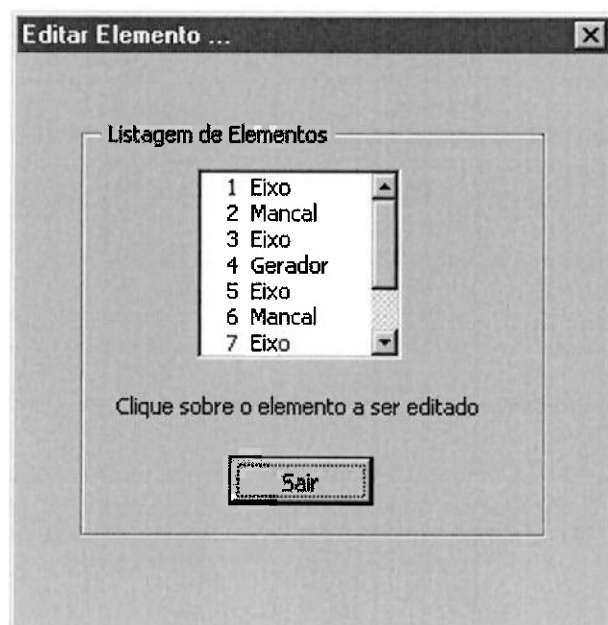 Editar Elemento ...
Listagem de Elementos
1 Eixo
2 Mancal
3 Eixo
4 Gerador
5 Eixo
6 Mancal
7 Eixo
Clique sobre o elemento a ser editado
Sair